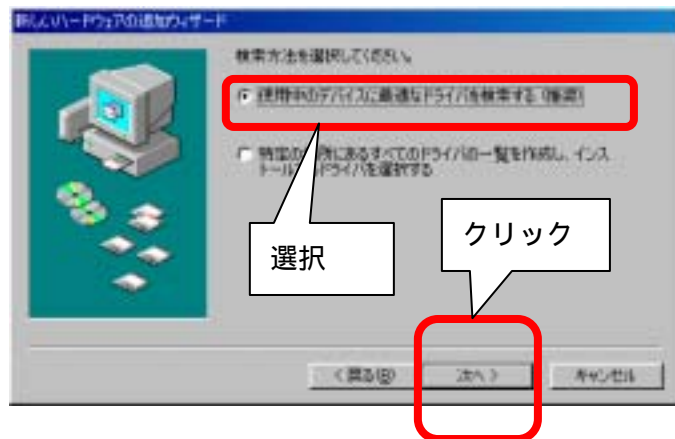 新しいハードウェアの追加ウィザード
検索方法を選択してください。
使用中のデバイスに最適なドライバを検索する (推奨)
特定の 所にあるすべてのドライバの一覧を作成し、インス
トール ドライバを選択する
選択
クリック
< 戻る(B)
次へ >
キャンセル